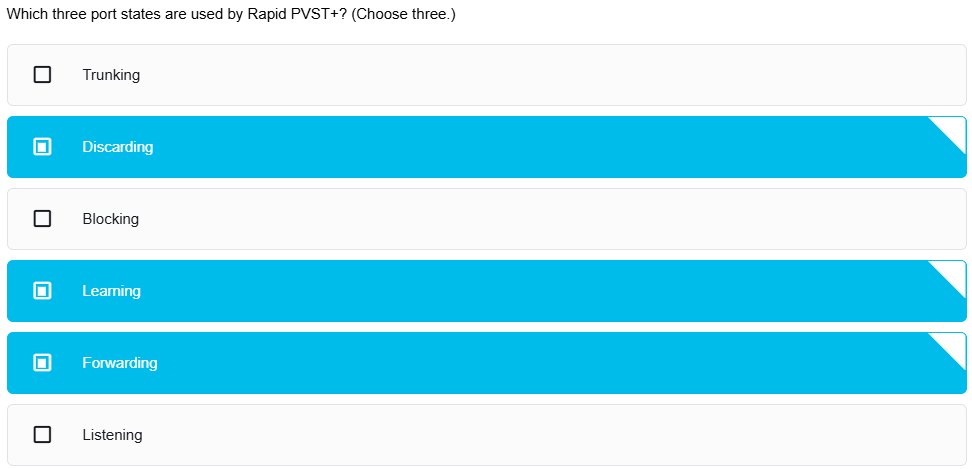 Which three port states are used by Rapid PVST+? (Choose three.)
Trunking
Discarding
Blocking
Learning
Forwarding
Listening